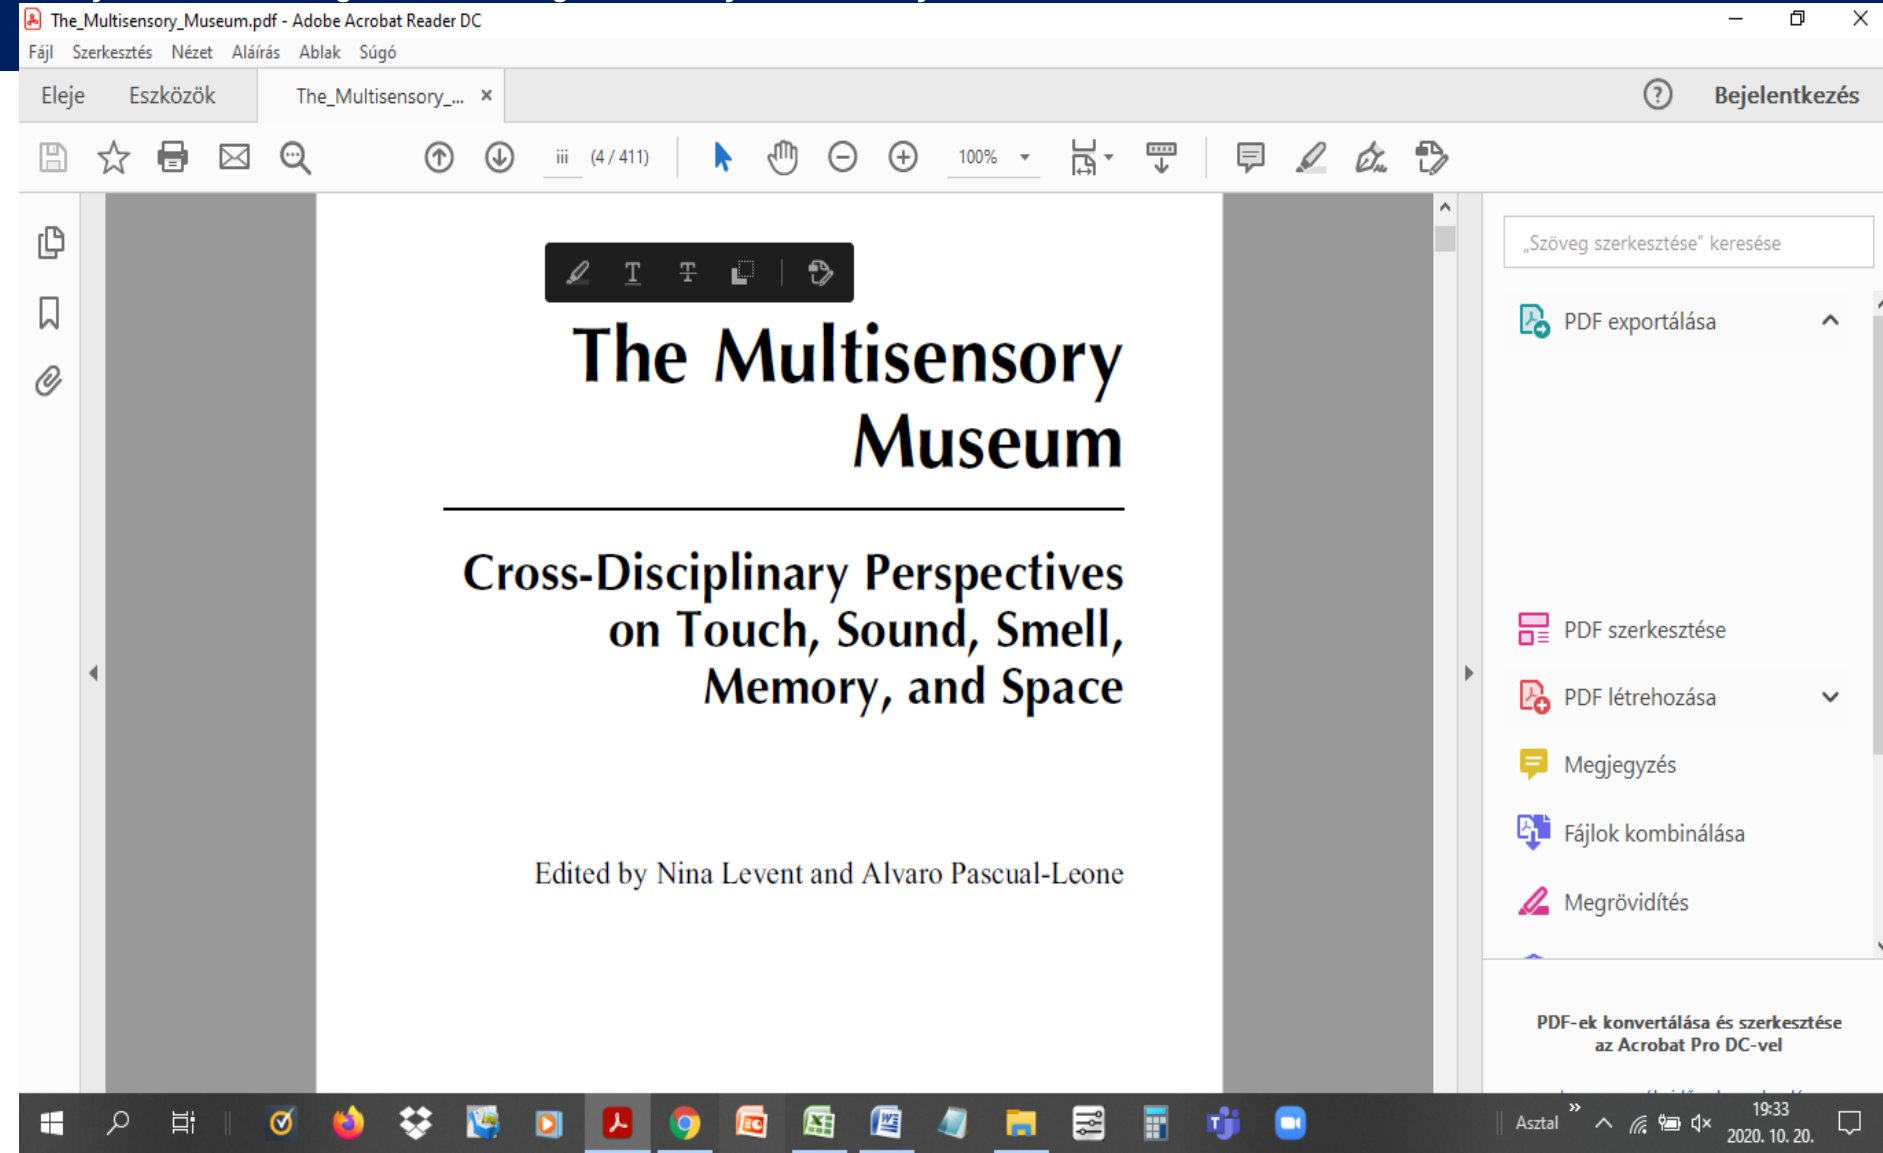 The_Multisensory_Museum.pdf - Adobe Acrobat Reader DC
Fájl Szerkesztés Nézet Aláírás Ablak Súgó
Eleje Eszközök The_Multisensory_... × Bejelentkezés
iii (4 / 411) 100%
„Szöveg szerkesztése” keresése
PDF exportálása
The Multisensory
Museum
Cross-Disciplinary Perspectives
on Touch, Sound, Smell,
Memory, and Space
Edited by Nina Levent and Alvaro Pascual-Leone
PDF szerkesztése
PDF létrehozása
Megjegyzés
Fájlok kombinálása
Megrövidítés
PDF-ek konvertálása és szerkesztése
az Acrobat Pro DC-vel
Asztal
19:33
2020. 10. 20.